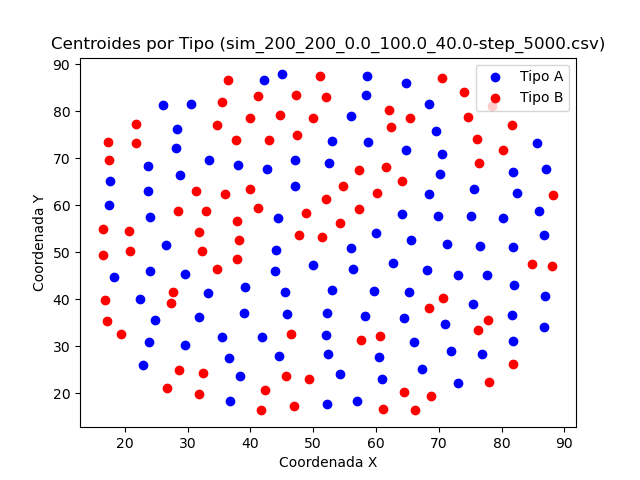 Centroides por Tipo (sim_200_200_0.0_100.0_40.0-step_5000.csv)
Tipo A
Tipo B
Coordenada Y
90
80
70
60
50
40
30
20
20 30 40 50 60 70 80 90
Coordenada X